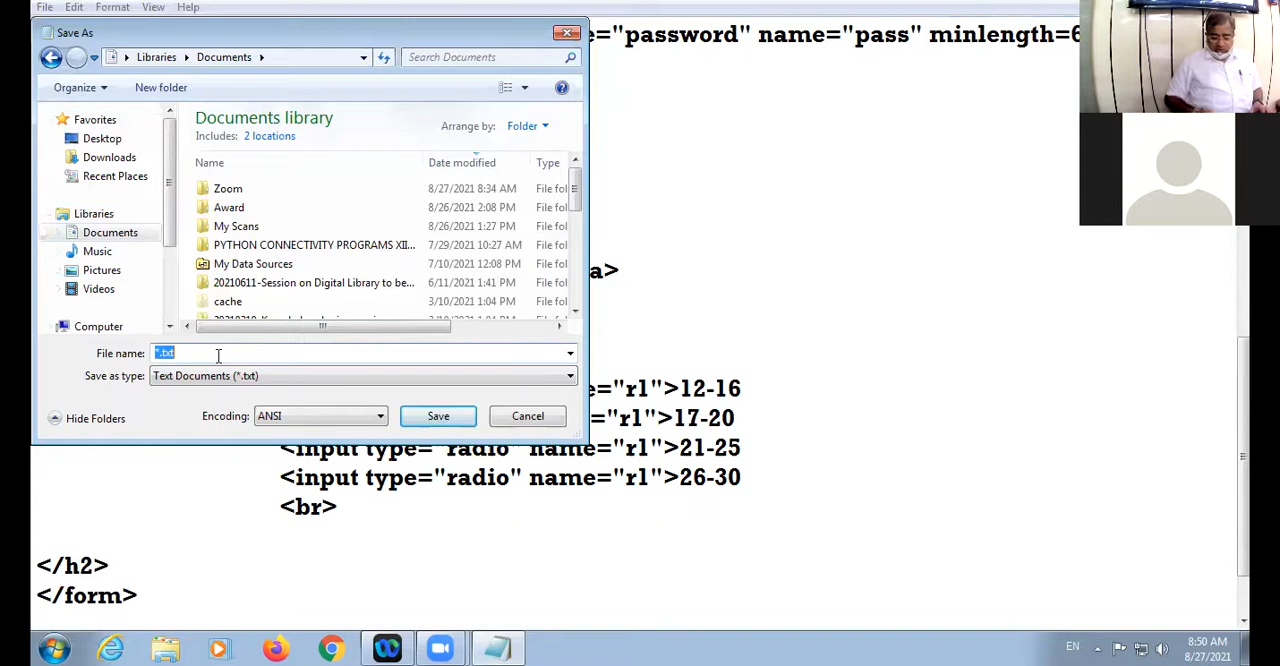 File Edit Format View Help
Save As
Libraries Documents
Search Documents
Organize New folder
Favorites
Desktop
Downloads
Recent Places
Libraries
Documents
Music
Pictures
Videos
Computer
Documents library
Includes: 2 locations
Arrange by: Folder
Name Date modified Type
Zoom 8/27/2021 8:34 AM File fol
Award 8/26/2021 2:08 PM File fol
My Scans 8/26/2021 1:27 PM File fol
PYTHON CONNECTIVITY PROGRAMS XII... 7/29/2021 10:27 AM File fol
My Data Sources 7/10/2021 12:08 PM File fol
20210611-Session on Digital Library to be... 6/11/2021 1:41 PM File fol
cache 3/10/2021 1:04 PM File fol
File name: *.txt
Save as type: Text Documents (*.txt)
Hide Folders Encoding: ANSI Save Cancel
e="password" name="pass" minlength=6
a>
e="r1">12-16
e="r1">17-20
<input type="radio" name="r1">21-25
<input type="radio" name="r1">26-30
<br>
</h2>
</form>
EN
8:50 AM
8/27/2021